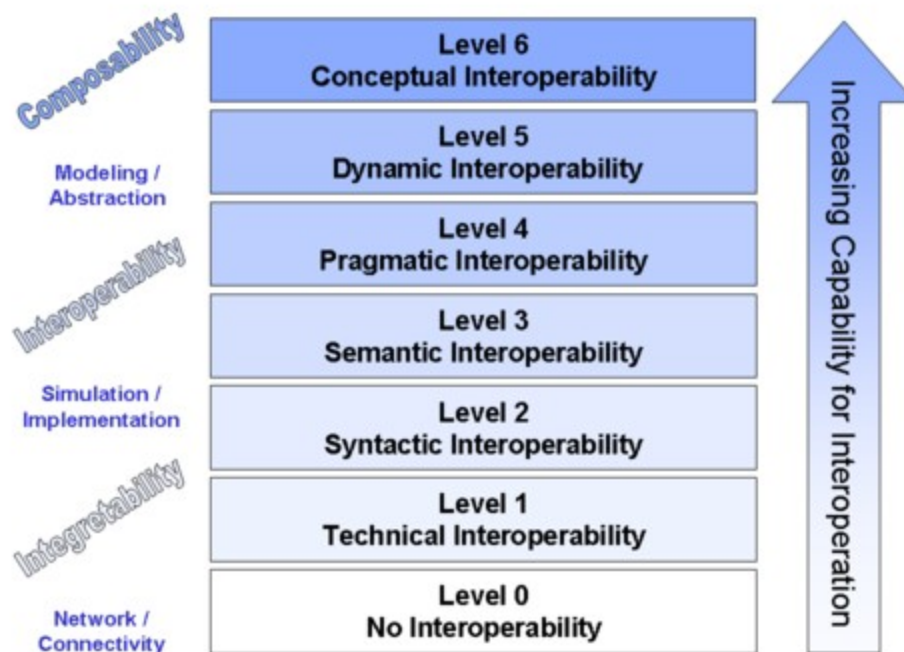 Composability
Modeling /
Abstraction
Interoperability
Simulation /
Implementation
Integretability
Network /
Connectivity
Level 6
Conceptual Interoperability
Level 5
Dynamic Interoperability
Level 4
Pragmatic Interoperability
Level 3
Semantic Interoperability
Level 2
Syntactic Interoperability
Level 1
Technical Interoperability
Level 0
No Interoperability
Increasing Capability for Interoperation